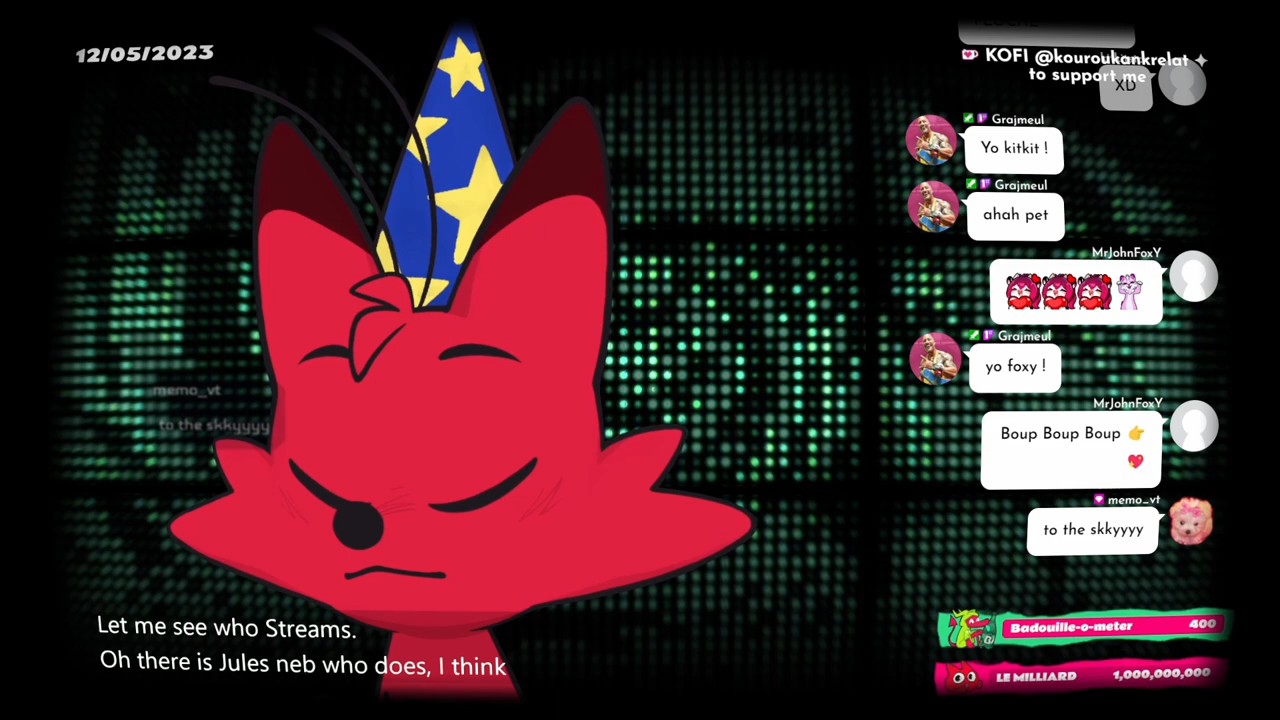 12/05/2023
KOFI @kouroukankrelat
to support me
XD
Grajmeul
Yo kitkit !
Grajmeul
ahah pet
MrJohnFoxY
Grajmeul
yo foxy !
MrJohnFoxY
Boup Boup Boup 👉
💖
memo_vt
to the skkyyyy
memo_vt
to the skkyyyy
Let me see who Streams.
Oh there is Jules neb who does, I think
Badouille-o-meter 400
LE MILLIARD 1,000,000,000